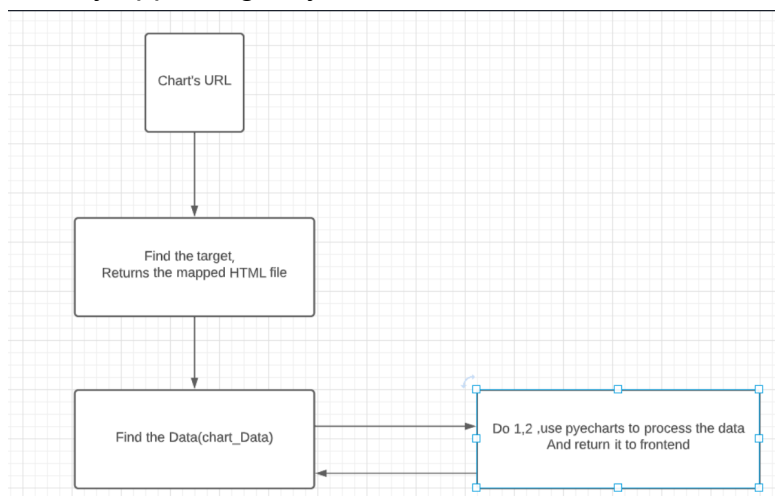 Chart's URL
Find the target,
Returns the mapped HTML file
Find the Data(chart_Data)
Do 1,2 ,use pyecharts to process the data
And return it to frontend